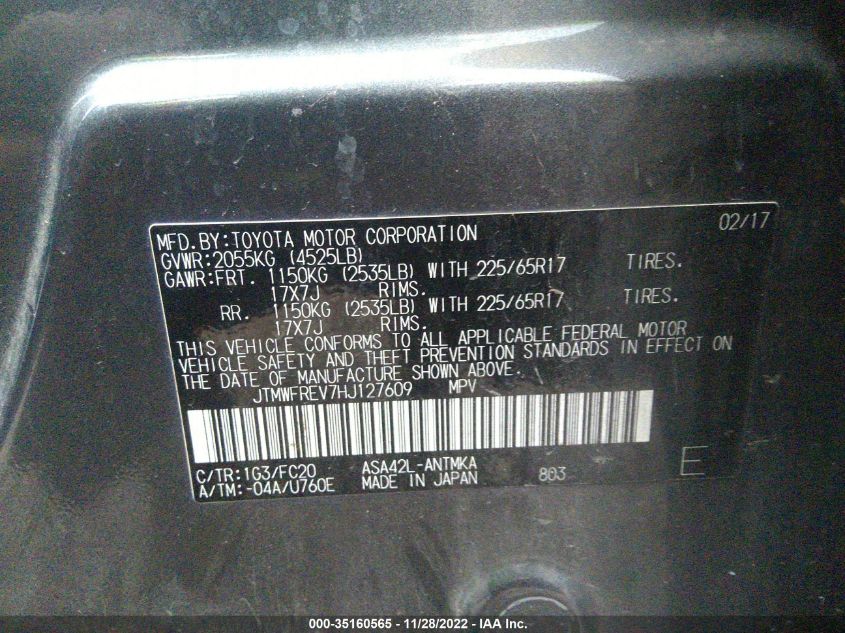 02/17
MFD.BY:TOYOTA MOTOR CORPORATION
GVWR:2055KG (4525LB)
GAWR:FRT. 1150KG (2535LB) WITH 225/65R17 TIRES.
17X7J RIMS.
RR. 1150KG (2535LB) WITH 225/65R17 TIRES.
17X7J RIMS.
THIS VEHICLE CONFORMS TO ALL APPLICABLE FEDERAL MOTOR
VEHICLE SAFETY AND THEFT PREVENTION STANDARDS IN EFFECT ON
THE DATE OF MANUFACTURE SHOWN ABOVE.
JTMWFREV7HJ127609 MPV
C/TR:1G3/FC20 ASA42L-ANTMKA
A/TM:-04A/U760E MADE IN JAPAN 803 E
000-35160565 - 11/28/2022 - IAA Inc.